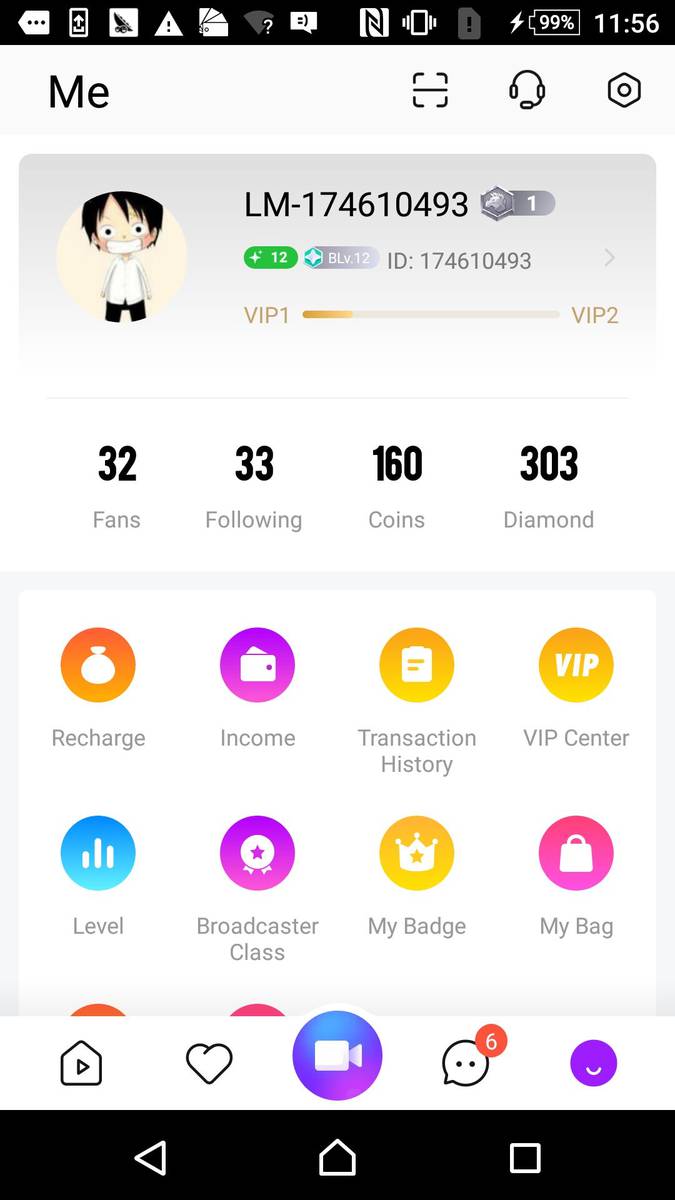 99% 11:56
Me
LM-174610493 1
12 BLv.12 ID: 174610493
VIP1 VIP2
32 33 160 303
Fans Following Coins Diamond
VIP
Recharge Income Transaction VIP Center
History
Level Broadcaster My Badge My Bag
Class
6